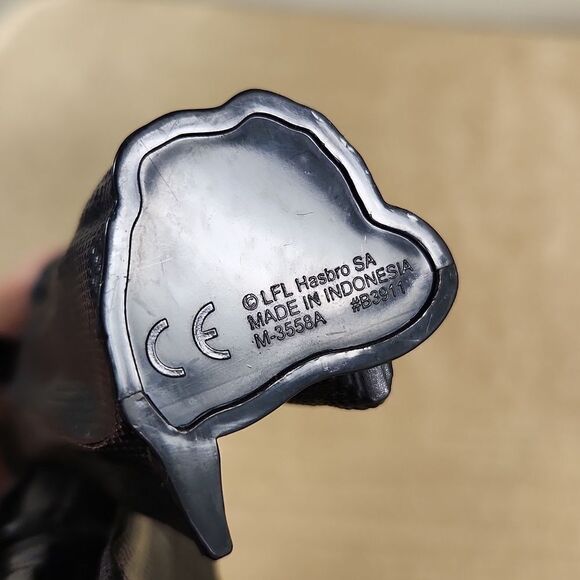 © LFL Hasbro SA
MADE IN INDONESIA
M-3558A #B3911
CE